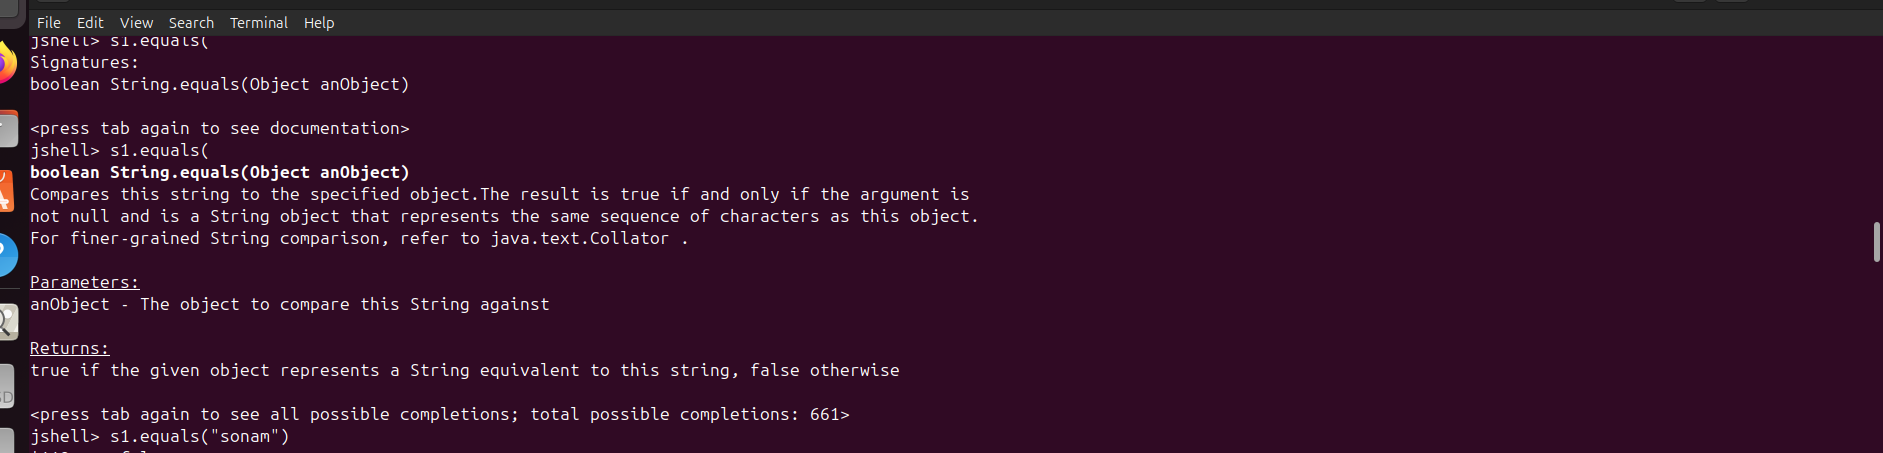 File Edit View Search Terminal Help
jshell> s1.equals(
Signatures:
boolean String.equals(Object anObject)
<press tab again to see documentation>
jshell> s1.equals(
boolean String.equals(Object anObject)
Compares this string to the specified object.The result is true if and only if the argument is
not null and is a String object that represents the same sequence of characters as this object.
For finer-grained String comparison, refer to java.text.Collator .
Parameters:
anObject - The object to compare this String against
Returns:
true if the given object represents a String equivalent to this string, false otherwise
<press tab again to see all possible completions; total possible completions: 661>
jshell> s1.equals("sonam")